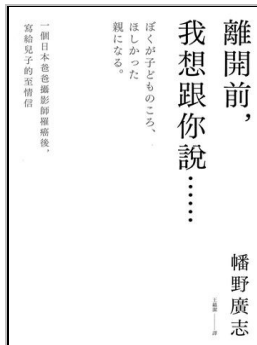 離開前，
我想跟你說……
幡野廣志
ぼくが子どものころ、
ほしかった
親になる。
一個日本爸爸攝影師罹癌後，
寫給兒子的至情信